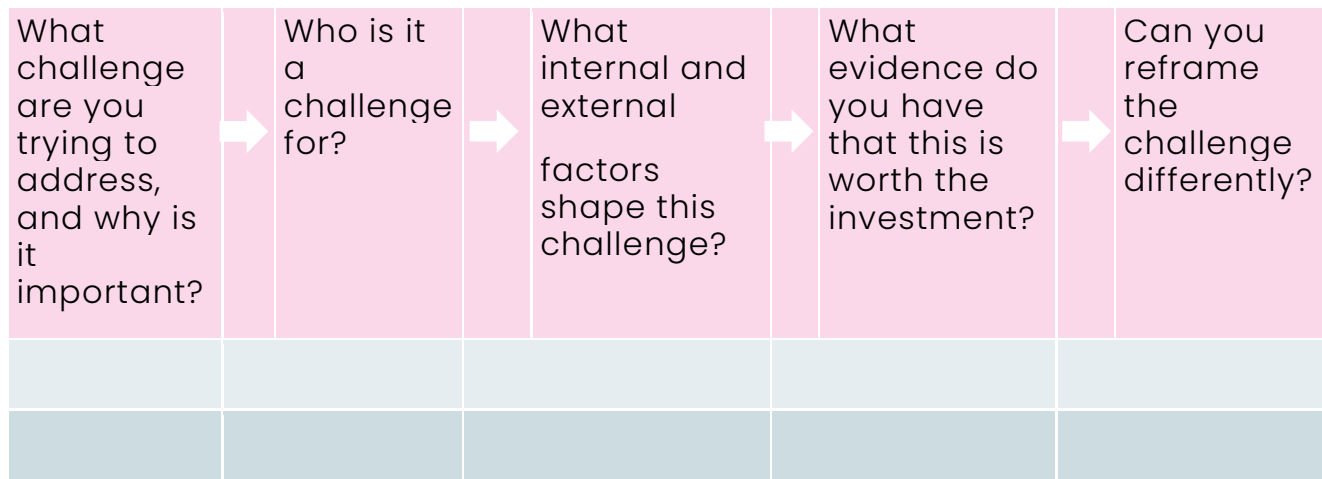 What
challenge
are you
trying to
address,
and why is
it
important?
Who is it
a
challenge
for?
What
internal and
external
factors
shape this
challenge?
What
evidence do
you have
that this is
worth the
investment?
Can you
reframe
the
challenge
differently?